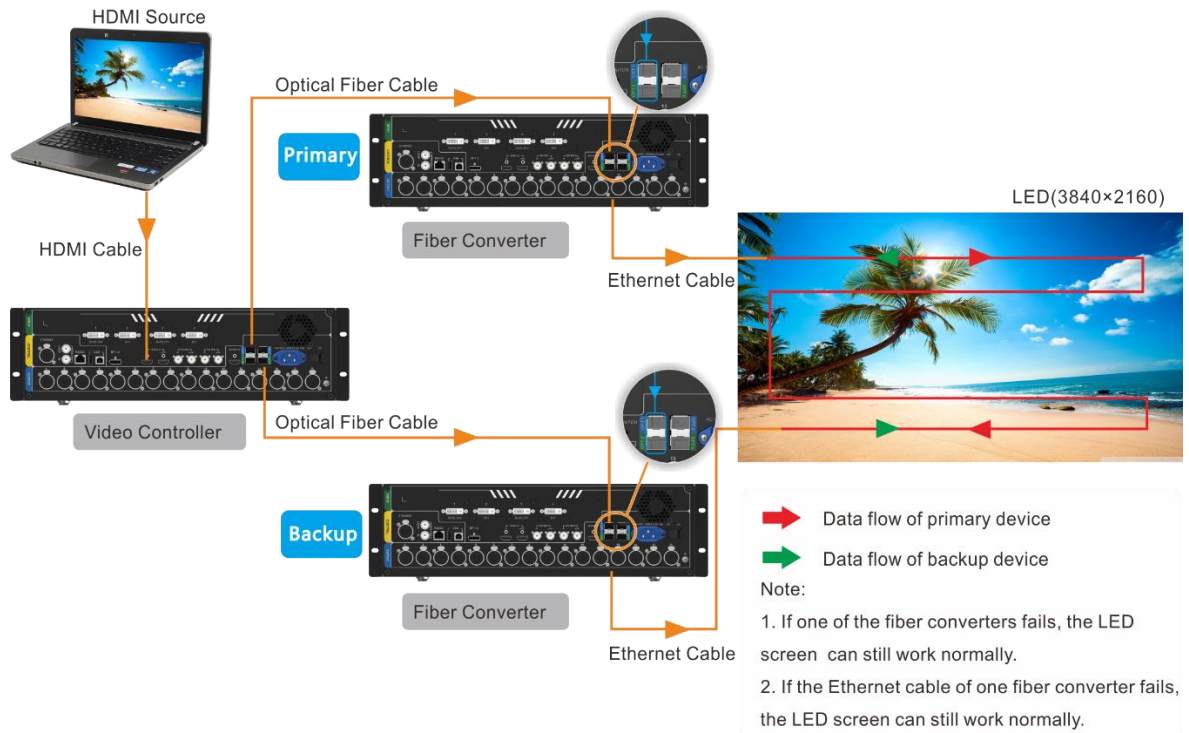 HDMI Source
Optical Fiber Cable
Primary
LED(3840×2160)
HDMI Cable
Fiber Converter
Ethernet Cable
Optical Fiber Cable
Video Controller
Backup
Data flow of primary device
Data flow of backup device
Fiber Converter
Note:
1. If one of the fiber converters fails, the LED
Ethernet Cable
screen can still work normally.
2. If the Ethernet cable of one fiber converter fails,
the LED screen can still work normally.